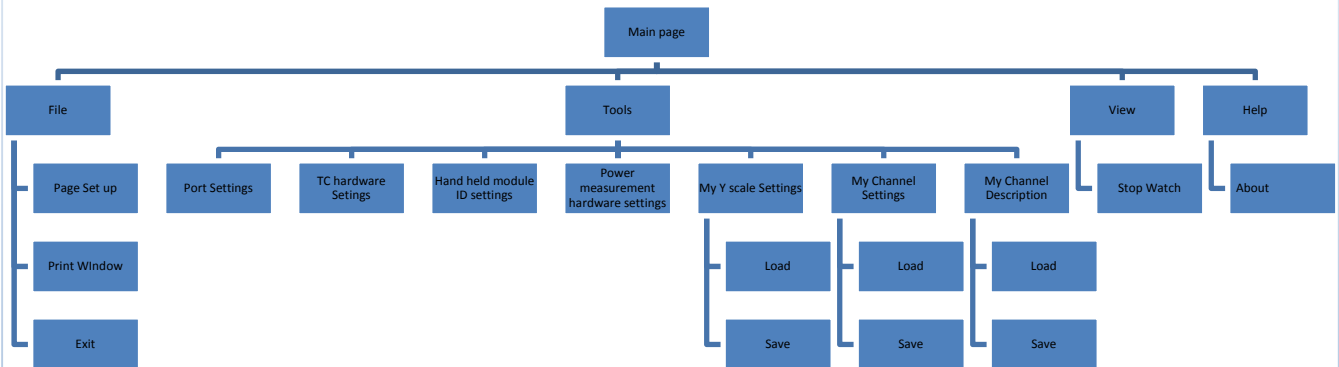 Main page
File
Tools
View
Help
Page Set up
Port Settings
TC hardware
Setings
Hand held module
ID settings
Power
measurement
hardware settings
My Y scale Settings
My Channel
Settings
My Channel
Description
Stop Watch
About
Print WIndow
Load
Load
Load
Exit
Save
Save
Save